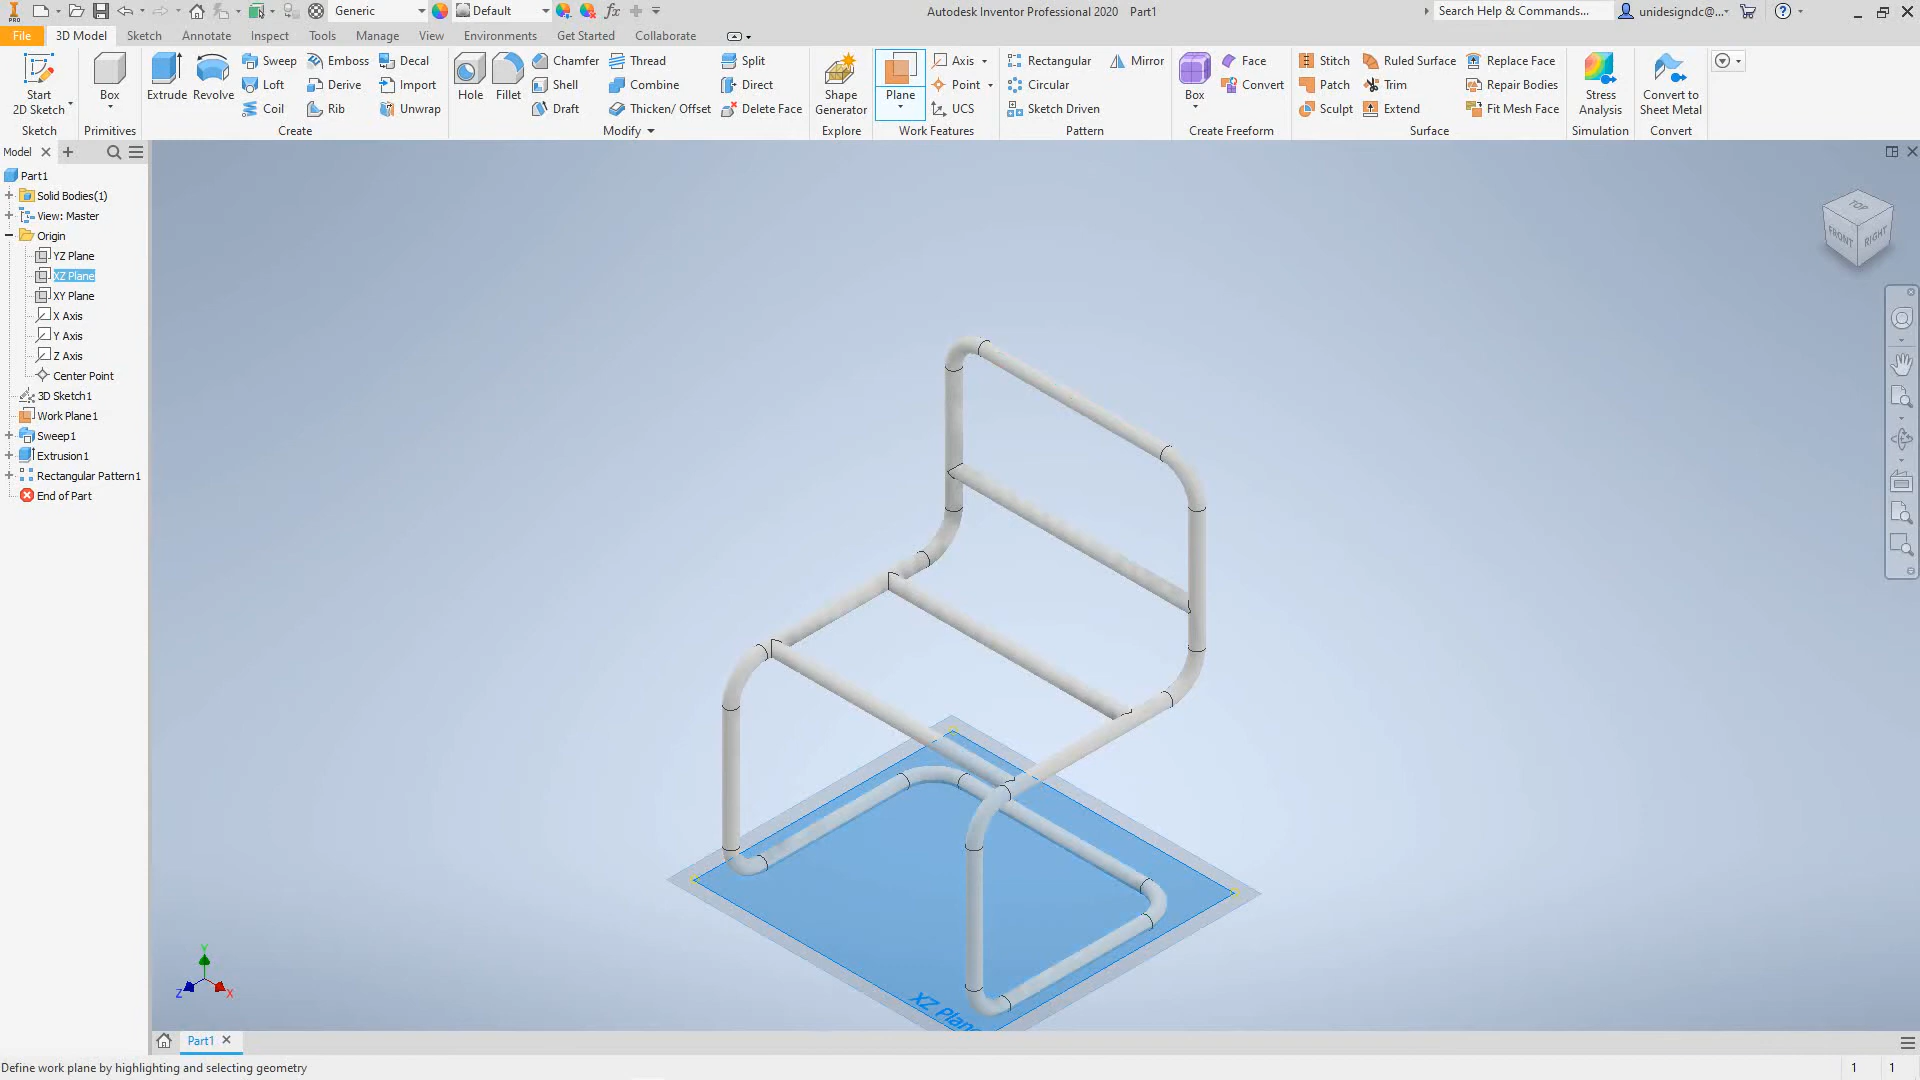 PRO Generic Default fx Autodesk Inventor Professional 2020 Part1 Search Help & Commands... unidesigndc@...
File 3D Model Sketch Annotate Inspect Tools Manage View Environments Get Started Collaborate
Start 2D Sketch
Sketch
Box
Primitives
Extrude Revolve Sweep Emboss Decal
Loft Derive Import
Coil Rib Unwrap
Create
Hole Fillet Chamfer Thread Split
Shell Combine Direct
Draft Thicken/ Offset Delete Face
Modify
Shape Generator
Explore
Plane Axis
Point
UCS
Work Features
Rectangular Mirror
Circular
Sketch Driven
Pattern
Box Face
Convert
Create Freeform
Stitch Ruled Surface Replace Face
Patch Trim Repair Bodies
Sculpt Extend Fit Mesh Face
Surface
Stress Analysis
Simulation
Convert to Sheet Metal
Convert
Model
Part1
Solid Bodies(1)
View: Master
Origin
YZ Plane
XZ Plane
XY Plane
X Axis
Y Axis
Z Axis
Center Point
3D Sketch1
Work Plane1
Sweep1
Extrusion1
Rectangular Pattern1
End of Part
TOP
FRONT RIGHT
XZ Plane
Y
Z X
Part1
Define work plane by highlighting and selecting geometry 1 1